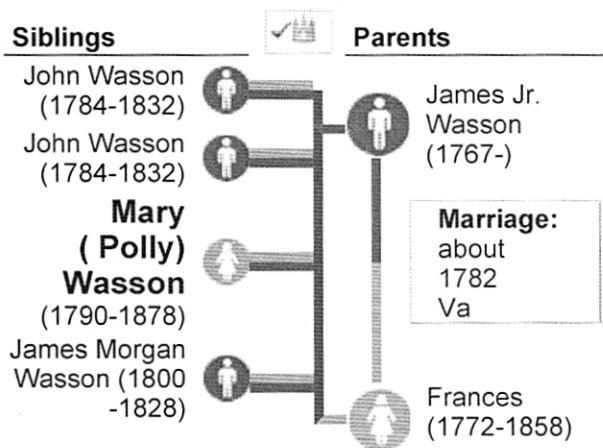 Siblings
Parents
John Wasson
(1784-1832)
John Wasson
(1784-1832)
Mary
( Polly)
Wasson
(1790-1878)
James Morgan
Wasson (1800
-1828)
James Jr.
Wasson
(1767-)
Marriage:
about
1782
Va
Frances
(1772-1858)